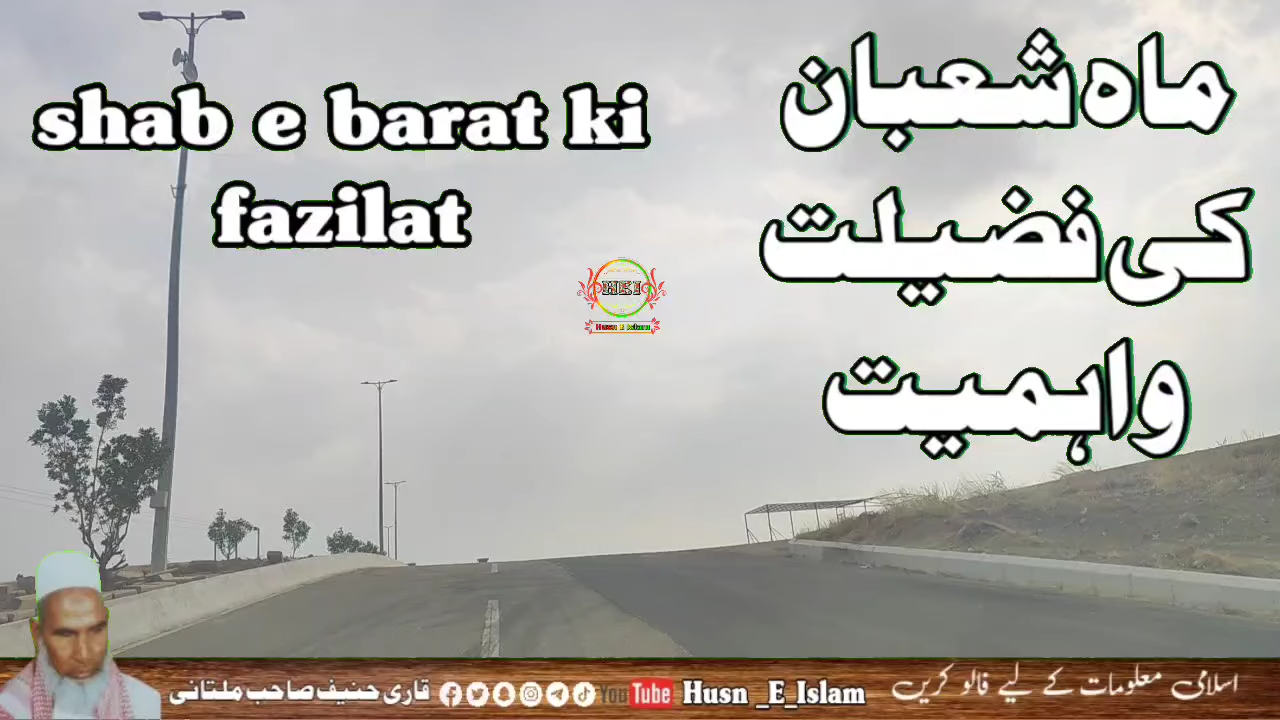 shab e barat ki
fazilat
ماہ شعبان
کی فضیلت
واہمیت
HEI
Husn E Islam
قاری حنیف صاحب ملتانی
YouTube Husn _E_Islam
اسلامی معلومات کے لیے فالو کریں